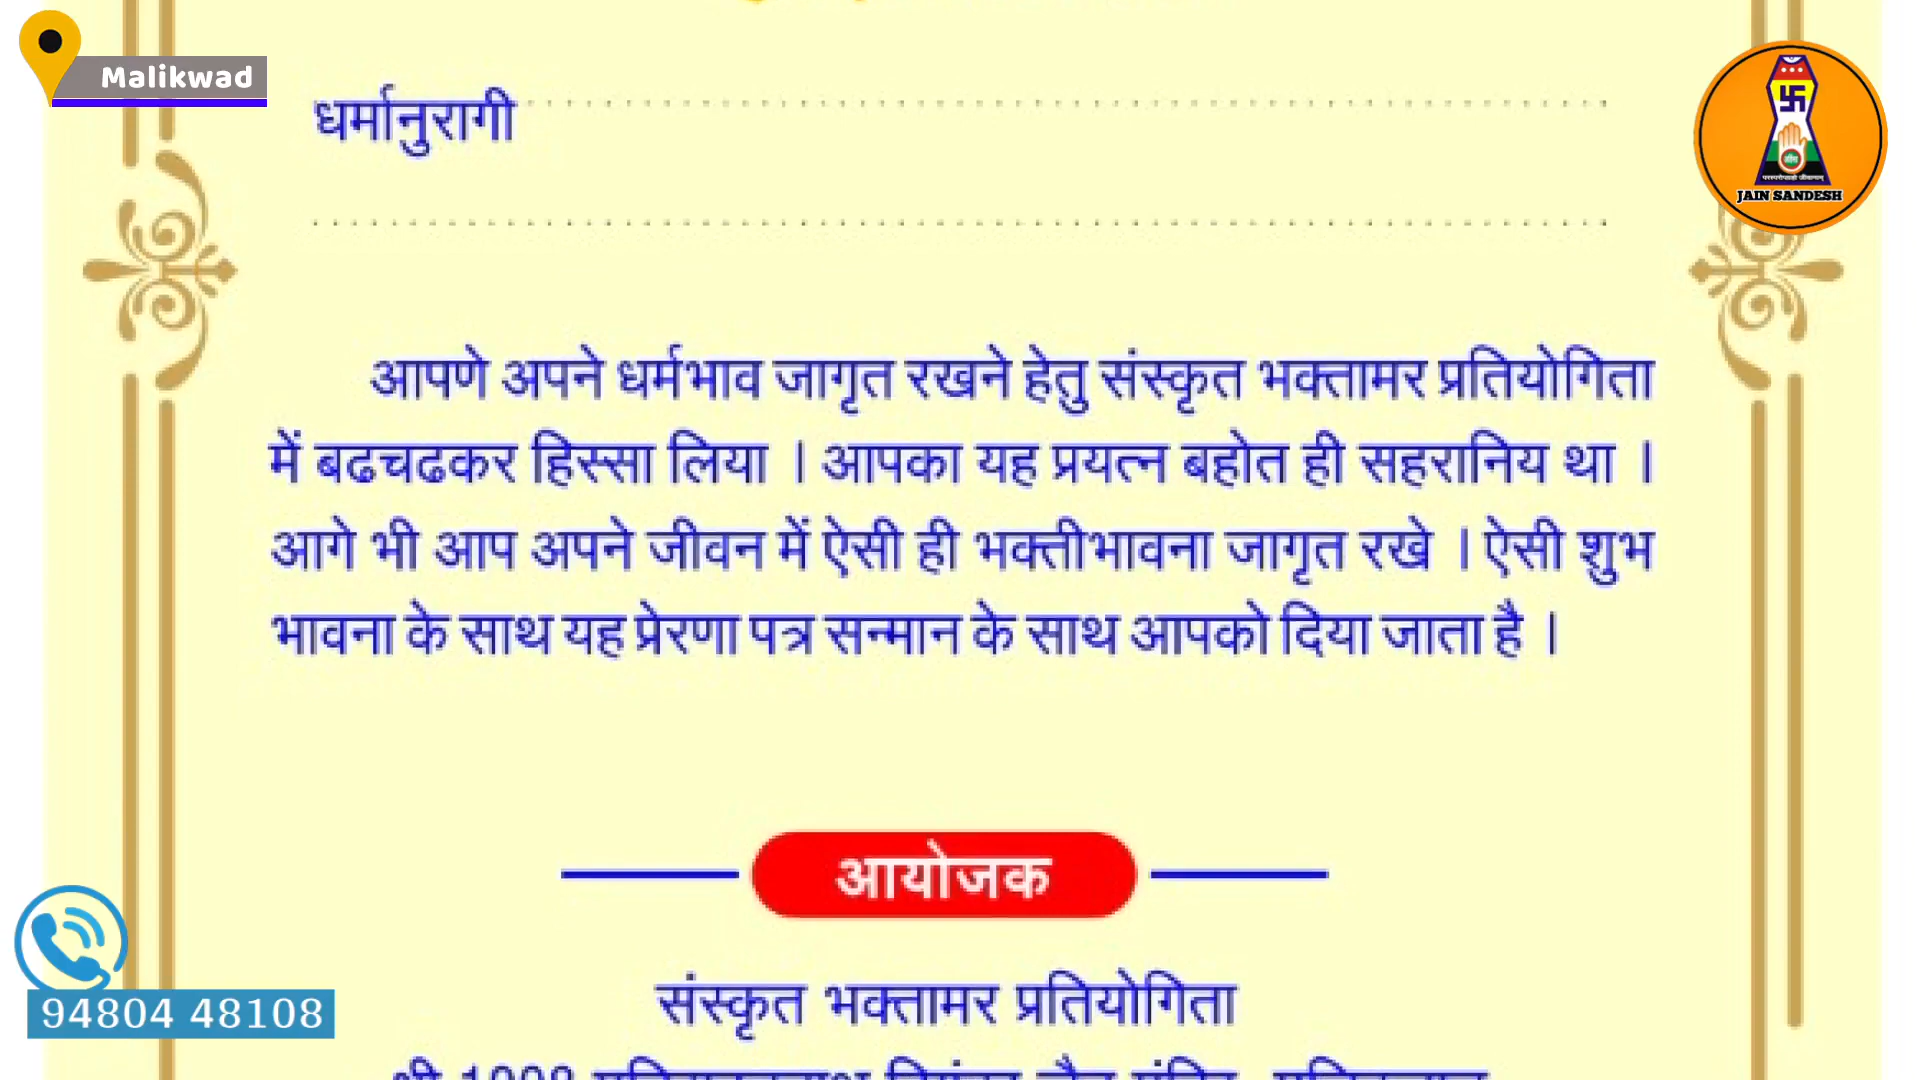 Malikwad
धर्मानुरागी
JAIN SANDESH
आपणे अपने धर्मभाव जागृत रखने हेतु संस्कृत भक्तामर प्रतियोगिता
में बढचढकर हिस्सा लिया । आपका यह प्रयत्न बहोत ही सहरानिय था ।
आगे भी आप अपने जीवन में ऐसी ही भक्तीभावना जागृत रखे । ऐसी शुभ
भावना के साथ यह प्रेरणा पत्र सन्मान के साथ आपको दिया जाता है ।
आयोजक
संस्कृत भक्तामर प्रतियोगिता
94804 48108